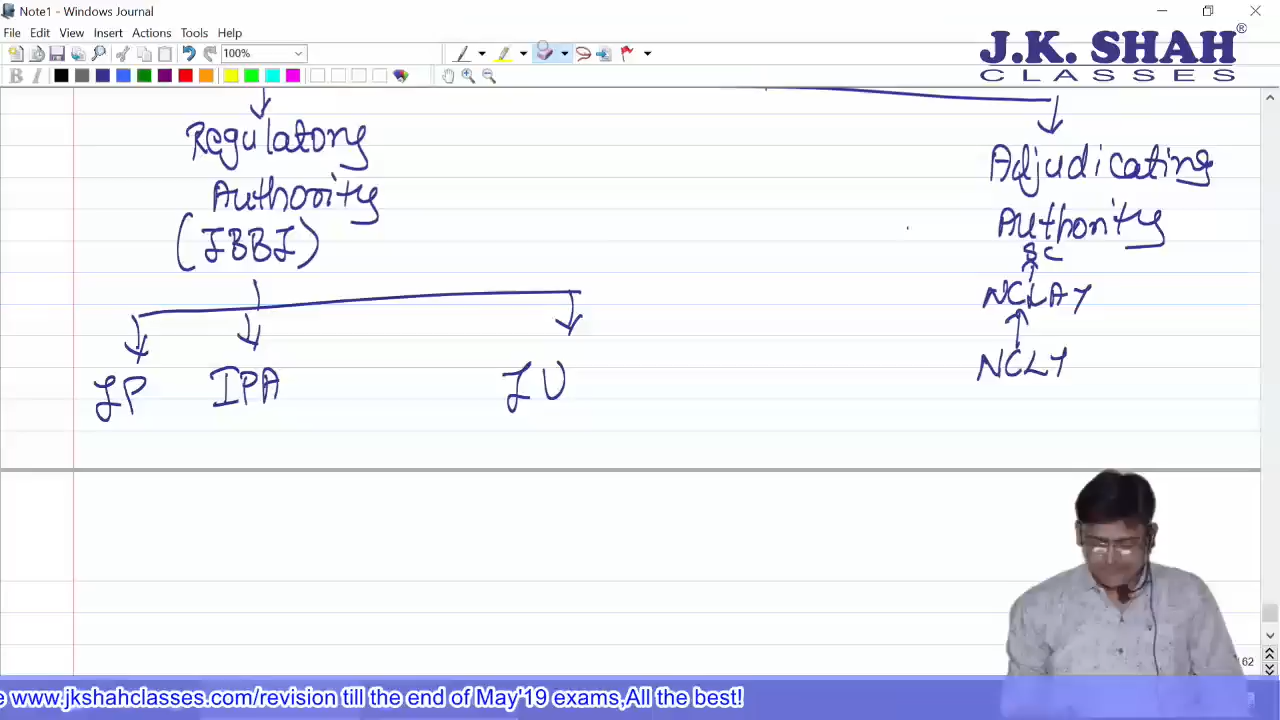 Note1 - Windows Journal
File Edit View Insert Actions Tools Help
100%
J.K. SHAH®
CLASSES
Regulatory
Authority
(IBBI)
IP IPA IU
Adjudicating
Authority
SC
NCLAT
NCLT
62
www.jkshahclasses.com/revision till the end of May'19 exams,All the best!